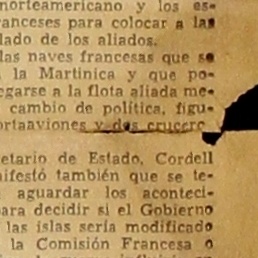 norteamericano y los es-
ranceses para colocar a las
lado de los aliados.
las naves francesas que se
la Martinica y que po-
egarse a la flota aliada me-
cambio de política, figu-
ortaaviones y dos crucero
etario de Estado, Cordell
nifestó también que se te-
aguardar los aconteci-
para decidir si el Gobierno
las islas sería modificado
la Comisión Francesa o